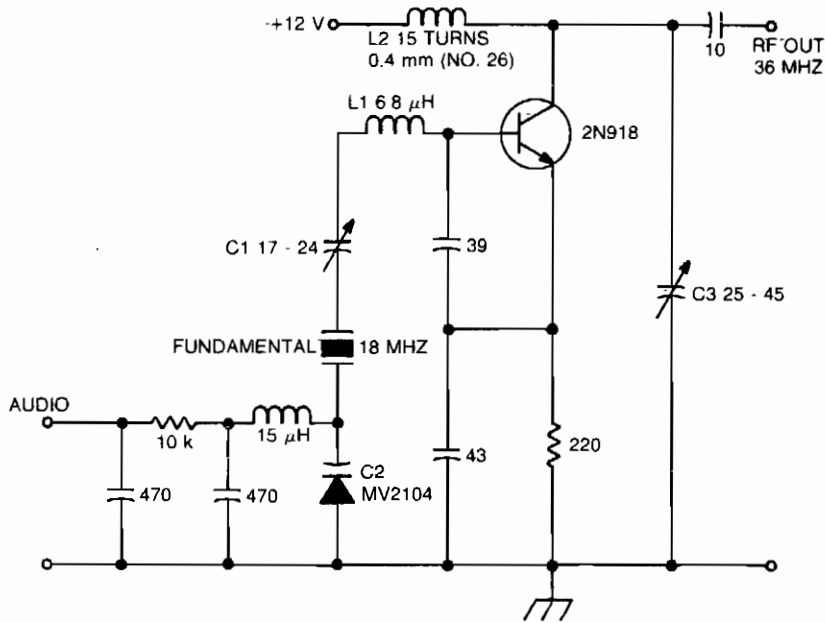 -+12 V
L2 15 TURNS
0.4 mm (NO. 26)
10
RF OUT
36 MHZ
L1 6 8 μH
2N918
C1 17 - 24
39
C3 25 - 45
FUNDAMENTAL
18 MHZ
AUDIO
10 k
15 μH
C2
MV2104
43
220
470
470